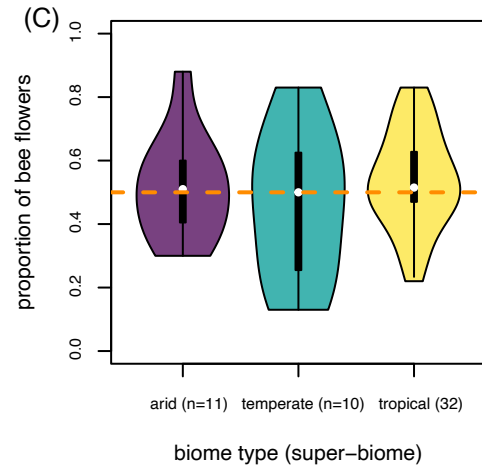 (C)
proportion of bee flowers
1.0
0.8
0.6
0.4
0.2
0.0
arid (n=11) temperate (n=10) tropical (32)
biome type (super−biome)